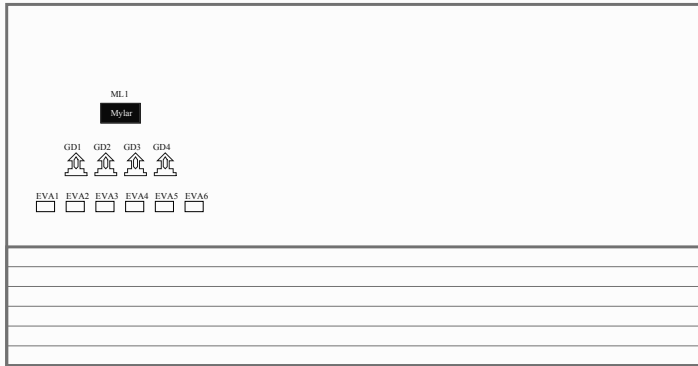 ML1
Mylar
GD1 GD2 GD3 GD4
EVA1 EVA2 EVA3 EVA4 EVA5 EVA6